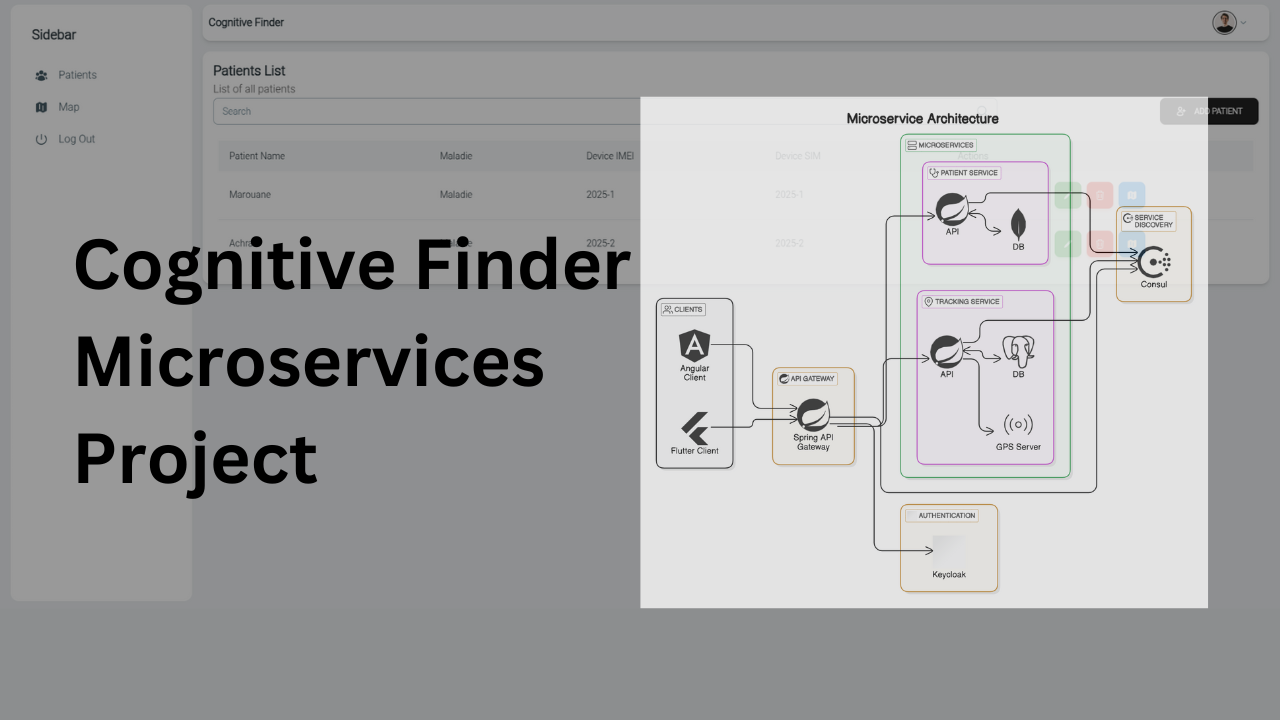 Sidebar
Patients
Map
Log Out
Cognitive Finder
Patients List
List of all patients
Search
ADD PATIENT
Patient Name Maladie Device IMEI Device SIM Actions
Marouane Maladie 2025-1 2025-1
Achra Maladie 2025-2 2025-2
Cognitive Finder
Microservices
Project
Microservice Architecture
MICROSERVICES
PATIENT SERVICE
API
DB
SERVICE
DISCOVERY
Consul
TRACKING SERVICE
API
DB
GPS Server
CLIENTS
Angular
Client
Flutter Client
API GATEWAY
Spring API
Gateway
AUTHENTICATION
Keycloak